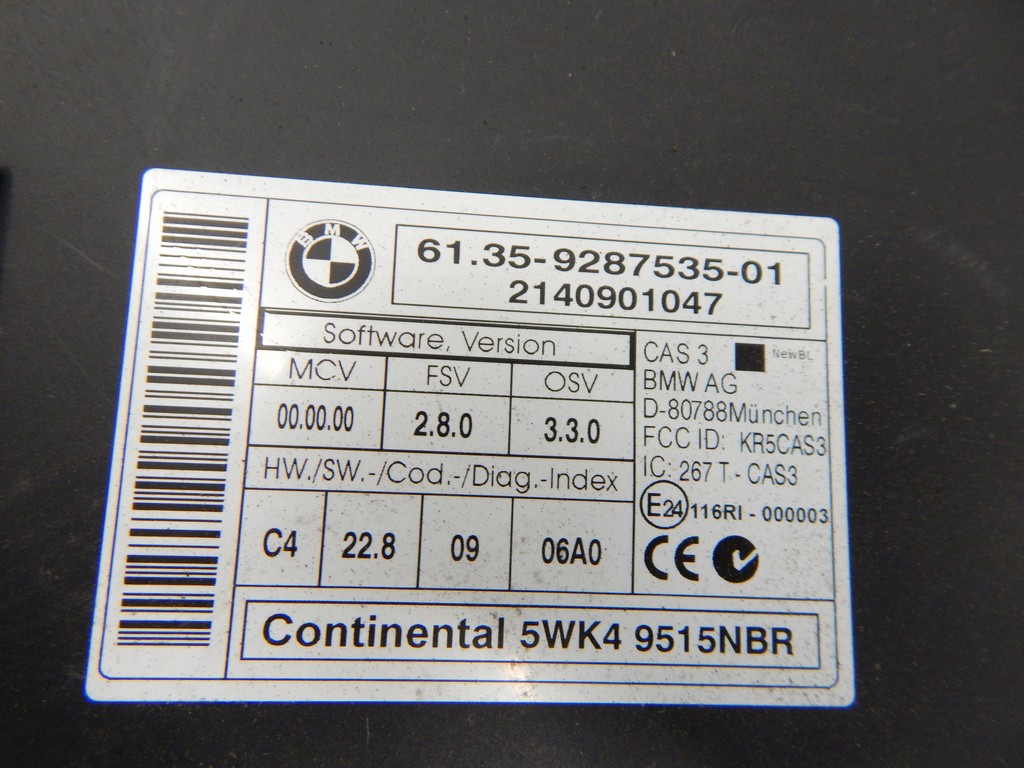 BMW
61.35-9287535-01
2140901047
Software, Version
MCV FSV OSV
00.00.00 2.8.0 3.3.0
HW./SW.-/Cod.-/Diag.-Index
C4 22.8 09 06A0
CAS 3 NewBL
BMW AG
D-80788München
FCC ID: KR5CAS3
IC: 267 T - CAS3
E24 116RI - 000003
CE
Continental 5WK4 9515NBR